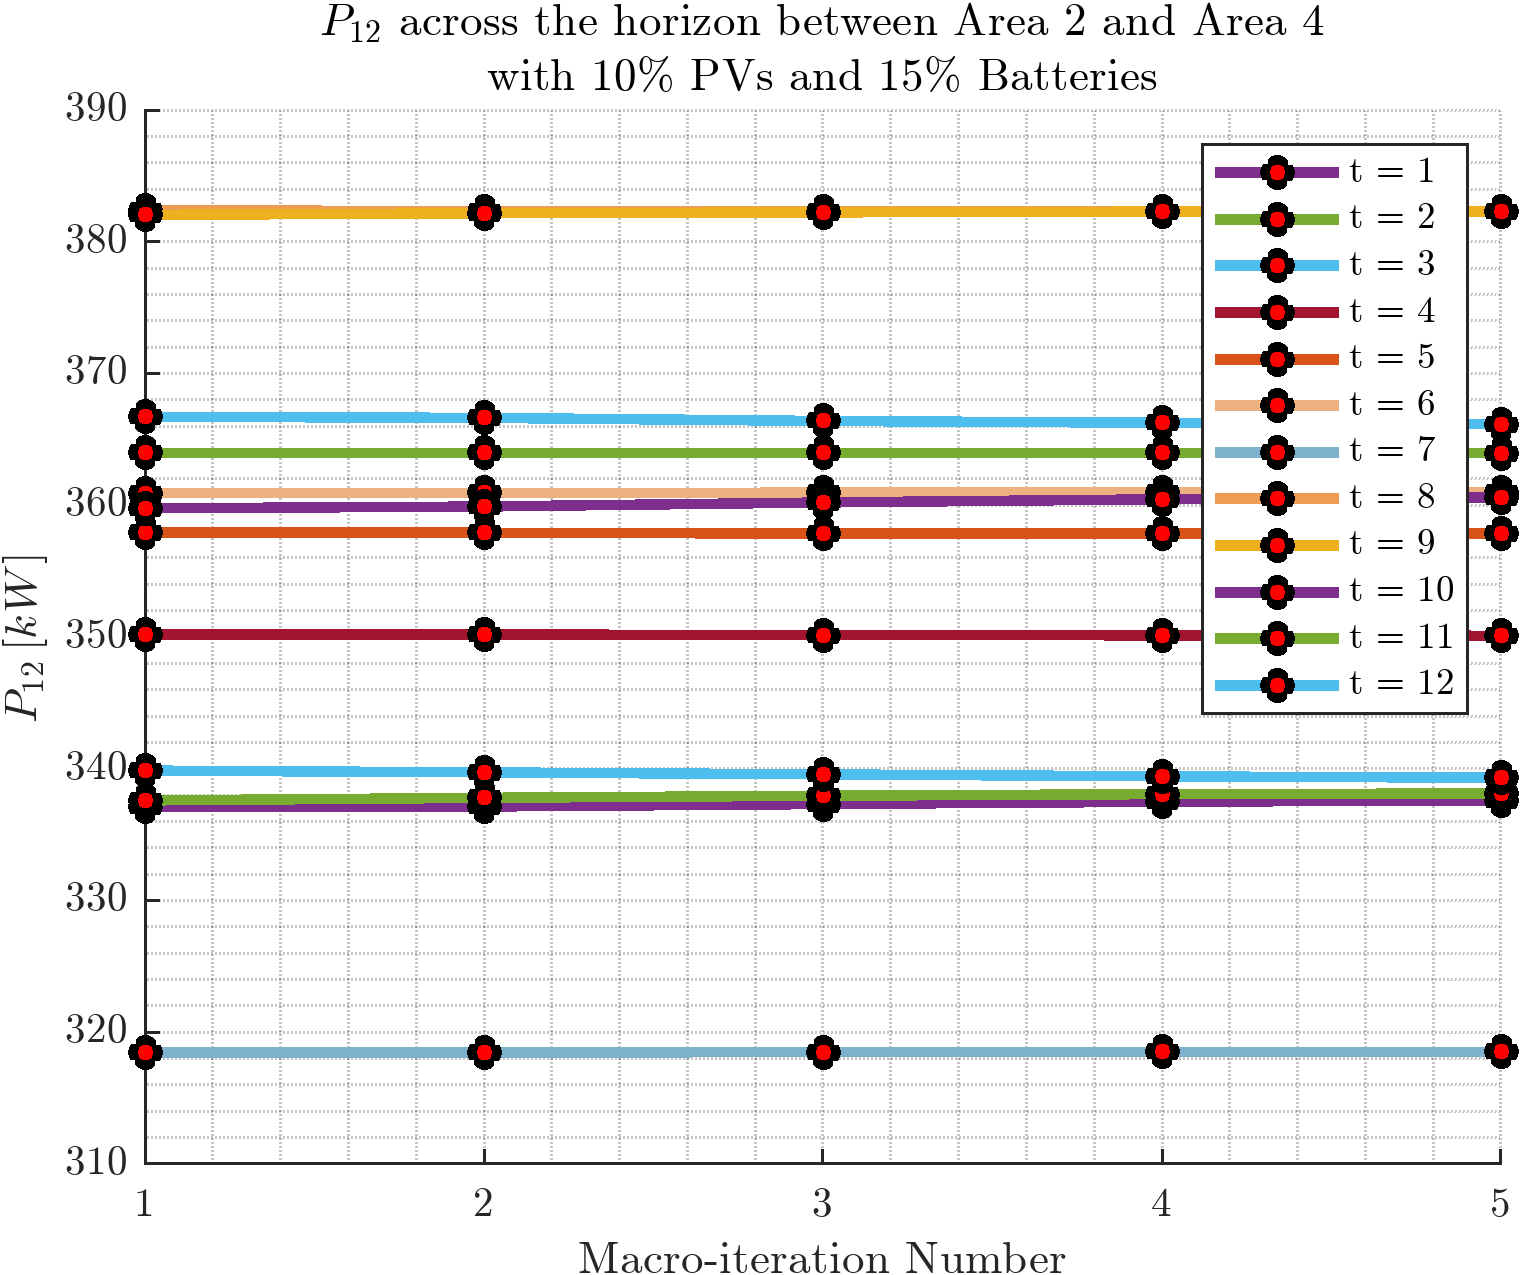 P12 across the horizon between Area 2 and Area 4
with 10% PVs and 15% Batteries
390
380
370
360
350
340
330
320
310
P12 [kW]
1 2 3 4 5
Macro-iteration Number
t = 1
t = 2
t = 3
t = 4
t = 5
t = 6
t = 7
t = 8
t = 9
t = 10
t = 11
t = 12